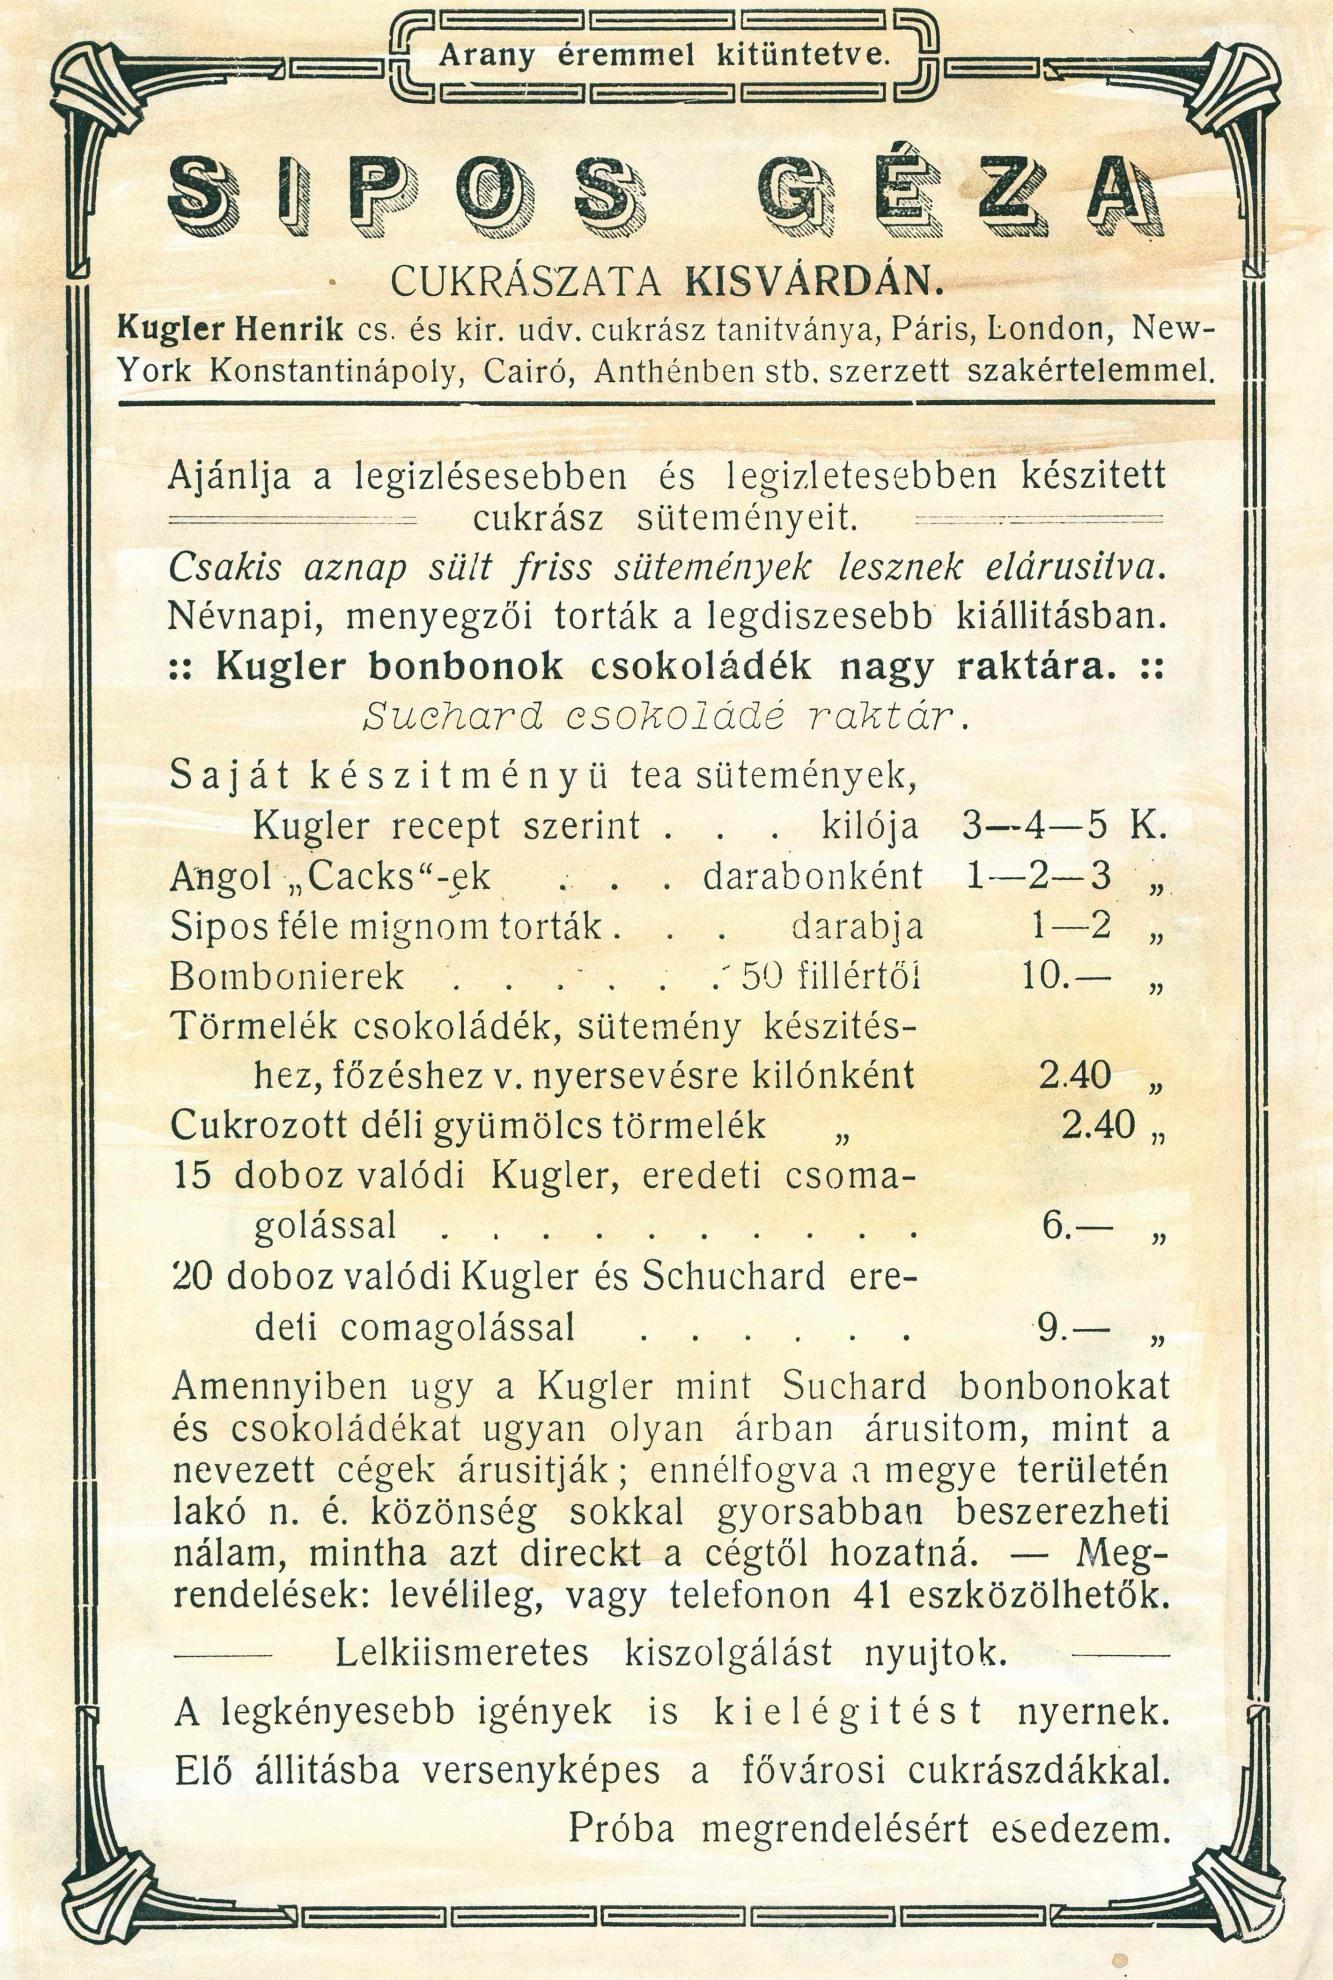 Arany éremmel kitüntetve.
SIPOS GÉZA
CUKRÁSZATA KISVÁRDÁN.
Kugler Henrik cs. és kir. udv. cukrász tanitványa, Páris, London, New-
York Konstantinápoly, Cairó, Anthénben stb. szerzett szakértelemmel.
Ajánlja a legizlésesebben és legizletesebben készitett
cukrász süteményeit.
Csakis aznap sült friss sütemények lesznek elárusitva.
Névnapi, menyegzői torták a legdiszesebb kiállitásban.
:: Kugler bonbonok csokoládék nagy raktára. ::
Suchard csokoládé raktár.
Saját készitményü tea sütemények,
Kugler recept szerint . . . kilója 3—4—5 K.
Angol „Cacks“-ek . . . darabonként 1—2—3 „
Sipos féle mignom torták . . . darabja 1—2 „
Bombonierek . . . . . . 50 fillértől 10.— „
Törmelék csokoládék, sütemény készités-
hez, főzéshez v. nyersevésre kilónként 2.40 „
Cukrozott déli gyümölcs törmelék „ 2.40 „
15 doboz valódi Kugler, eredeti csoma-
golással . . . . . . . . . . 6.— „
20 doboz valódi Kugler és Schuchard ere-
deti comagolással . . . . . . 9.— „
Amennyiben ugy a Kugler mint Suchard bonbonokat
és csokoládékat ugyan olyan árban árusitom, mint a
nevezett cégek árusitják; ennélfogva a megye területén
lakó n. é. közönség sokkal gyorsabban beszerezheti
nálam, mintha azt direckt a cégtől hozatná. — Meg-
rendelések: levélileg, vagy telefonon 41 eszközölhetők.
Lelkiismeretes kiszolgálást nyujtok.
A legkényesebb igények is kielégitést nyernek.
Elő állitásba versenyképes a fővárosi cukrászdákkal.
Próba megrendelésért esedezem.